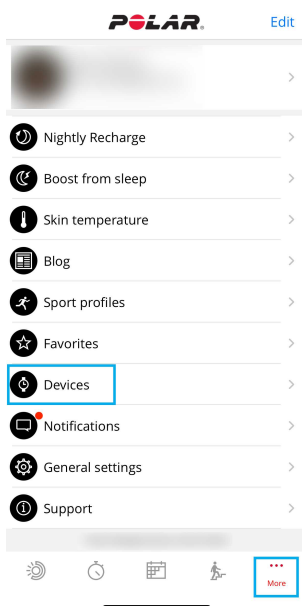 POLAR.
Edit
Nightly Recharge
Boost from sleep
Skin temperature
Blog
Sport profiles
Favorites
Devices
Notifications
General settings
Support
More